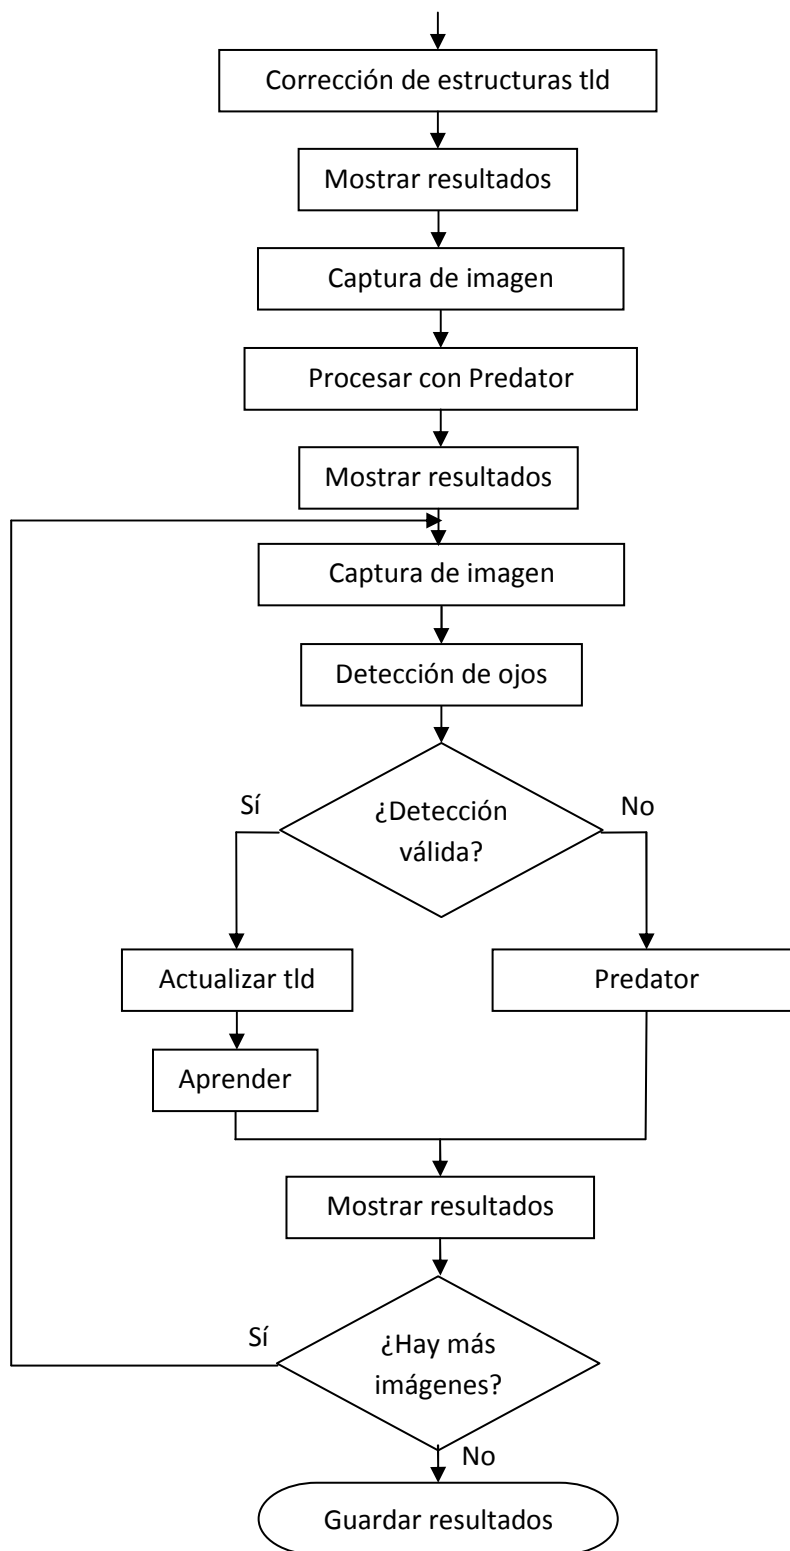 Corrección de estructuras tld
Mostrar resultados
Captura de imagen
Procesar con Predator
Mostrar resultados
Captura de imagen
Detección de ojos
Sí
¿Detección
válida?
No
Actualizar tld
Predator
Aprender
Mostrar resultados
Sí
¿Hay más
imágenes?
No
Guardar resultados